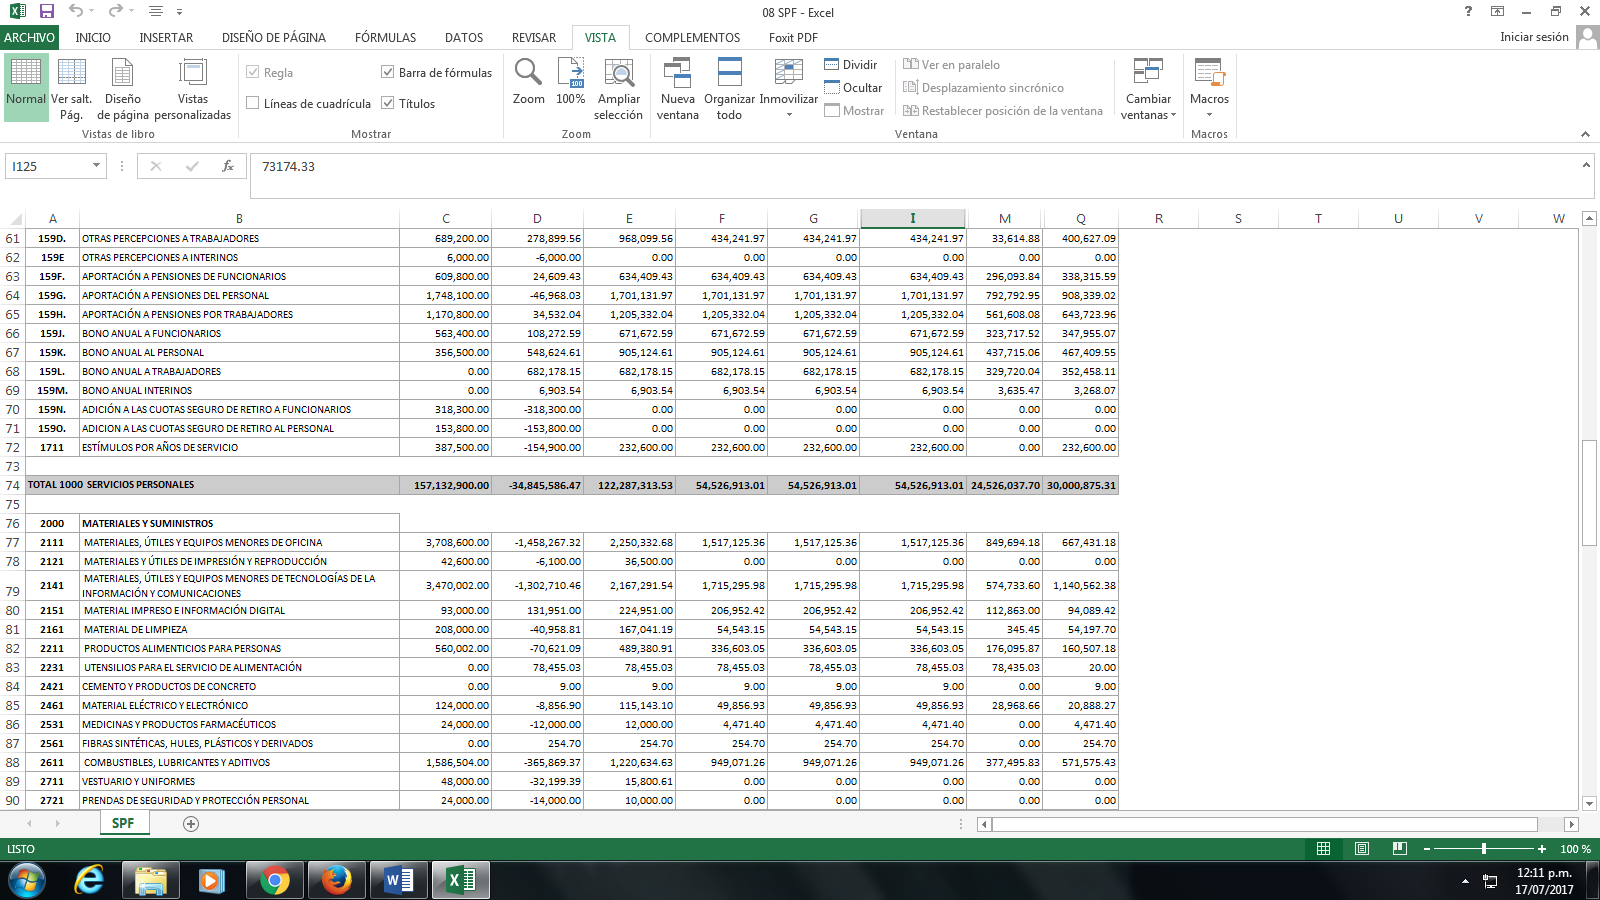 08 SPF - Excel
?
ARCHIVO INICIO INSERTAR DISEÑO DE PÁGINA FÓRMULAS DATOS REVISAR VISTA COMPLEMENTOS Foxit PDF Iniciar sesión
Normal Ver salt. Pág. Diseño de página Vistas personalizadas
Vistas de libro
Regla Barra de fórmulas
Líneas de cuadrícula Títulos
Mostrar
Zoom 100% Ampliar selección
Zoom
Nueva ventana Organizar todo Inmovilizar
Dividir
Ocultar
Mostrar
Ver en paralelo
Desplazamiento sincrónico
Restablecer posición de la ventana
Cambiar ventanas
Ventana
Macros
Macros
I125 fx 73174.33
A B C D E F G I M Q R S T U V W
61 159D. OTRAS PERCEPCIONES A TRABAJADORES 689,200.00 278,899.56 968,099.56 434,241.97 434,241.97 434,241.97 33,614.88 400,627.09
62 159E OTRAS PERCEPCIONES A INTERINOS 6,000.00 -6,000.00 0.00 0.00 0.00 0.00 0.00 0.00
63 159F. APORTACIÓN A PENSIONES DE FUNCIONARIOS 609,800.00 24,609.43 634,409.43 634,409.43 634,409.43 634,409.43 296,093.84 338,315.59
64 159G. APORTACIÓN A PENSIONES DEL PERSONAL 1,748,100.00 -46,968.03 1,701,131.97 1,701,131.97 1,701,131.97 1,701,131.97 792,792.95 908,339.02
65 159H. APORTACIÓN A PENSIONES POR TRABAJADORES 1,170,800.00 34,532.04 1,205,332.04 1,205,332.04 1,205,332.04 1,205,332.04 561,608.08 643,723.96
66 159J. BONO ANUAL A FUNCIONARIOS 563,400.00 108,272.59 671,672.59 671,672.59 671,672.59 671,672.59 323,717.52 347,955.07
67 159K. BONO ANUAL AL PERSONAL 356,500.00 548,624.61 905,124.61 905,124.61 905,124.61 905,124.61 437,715.06 467,409.55
68 159L. BONO ANUAL A TRABAJADORES 0.00 682,178.15 682,178.15 682,178.15 682,178.15 682,178.15 329,720.04 352,458.11
69 159M. BONO ANUAL INTERINOS 0.00 6,903.54 6,903.54 6,903.54 6,903.54 6,903.54 3,635.47 3,268.07
70 159N. ADICIÓN A LAS CUOTAS SEGURO DE RETIRO A FUNCIONARIOS 318,300.00 -318,300.00 0.00 0.00 0.00 0.00 0.00 0.00
71 159O. ADICION A LAS CUOTAS SEGURO DE RETIRO AL PERSONAL 153,800.00 -153,800.00 0.00 0.00 0.00 0.00 0.00 0.00
72 1711 ESTÍMULOS POR AÑOS DE SERVICIO 387,500.00 -154,900.00 232,600.00 232,600.00 232,600.00 232,600.00 0.00 232,600.00
73
74 TOTAL 1000 SERVICIOS PERSONALES 157,132,900.00 -34,845,586.47 122,287,313.53 54,526,913.01 54,526,913.01 54,526,913.01 24,526,037.70 30,000,875.31
75
76 2000 MATERIALES Y SUMINISTROS
77 2111 MATERIALES, ÚTILES Y EQUIPOS MENORES DE OFICINA 3,708,600.00 -1,458,267.32 2,250,332.68 1,517,125.36 1,517,125.36 1,517,125.36 849,694.18 667,431.18
78 2121 MATERIALES Y ÚTILES DE IMPRESIÓN Y REPRODUCCIÓN 42,600.00 -6,100.00 36,500.00 0.00 0.00 0.00 0.00 0.00
79 2141 MATERIALES, ÚTILES Y EQUIPOS MENORES DE TECNOLOGÍAS DE LA INFORMACIÓN Y COMUNICACIONES 3,470,002.00 -1,302,710.46 2,167,291.54 1,715,295.98 1,715,295.98 1,715,295.98 574,733.60 1,140,562.38
80 2151 MATERIAL IMPRESO E INFORMACIÓN DIGITAL 93,000.00 131,951.00 224,951.00 206,952.42 206,952.42 206,952.42 112,863.00 94,089.42
81 2161 MATERIAL DE LIMPIEZA 208,000.00 -40,958.81 167,041.19 54,543.15 54,543.15 54,543.15 345.45 54,197.70
82 2211 PRODUCTOS ALIMENTICIOS PARA PERSONAS 560,002.00 -70,621.09 489,380.91 336,603.05 336,603.05 336,603.05 176,095.87 160,507.18
83 2231 UTENSILIOS PARA EL SERVICIO DE ALIMENTACIÓN 0.00 78,455.03 78,455.03 78,455.03 78,455.03 78,455.03 78,435.03 20.00
84 2421 CEMENTO Y PRODUCTOS DE CONCRETO 0.00 9.00 9.00 9.00 9.00 9.00 0.00 9.00
85 2461 MATERIAL ELÉCTRICO Y ELECTRÓNICO 124,000.00 -8,856.90 115,143.10 49,856.93 49,856.93 49,856.93 28,968.66 20,888.27
86 2531 MEDICINAS Y PRODUCTOS FARMACÉUTICOS 24,000.00 -12,000.00 12,000.00 4,471.40 4,471.40 4,471.40 0.00 4,471.40
87 2561 FIBRAS SINTÉTICAS, HULES, PLÁSTICOS Y DERIVADOS 0.00 254.70 254.70 254.70 254.70 254.70 0.00 254.70
88 2611 COMBUSTIBLES, LUBRICANTES Y ADITIVOS 1,586,504.00 -365,869.37 1,220,634.63 949,071.26 949,071.26 949,071.26 377,495.83 571,575.43
89 2711 VESTUARIO Y UNIFORMES 48,000.00 -32,199.39 15,800.61 0.00 0.00 0.00 0.00 0.00
90 2721 PRENDAS DE SEGURIDAD Y PROTECCIÓN PERSONAL 24,000.00 -14,000.00 10,000.00 0.00 0.00 0.00 0.00 0.00
SPF
LISTO 100 %
12:11 p.m.
17/07/2017